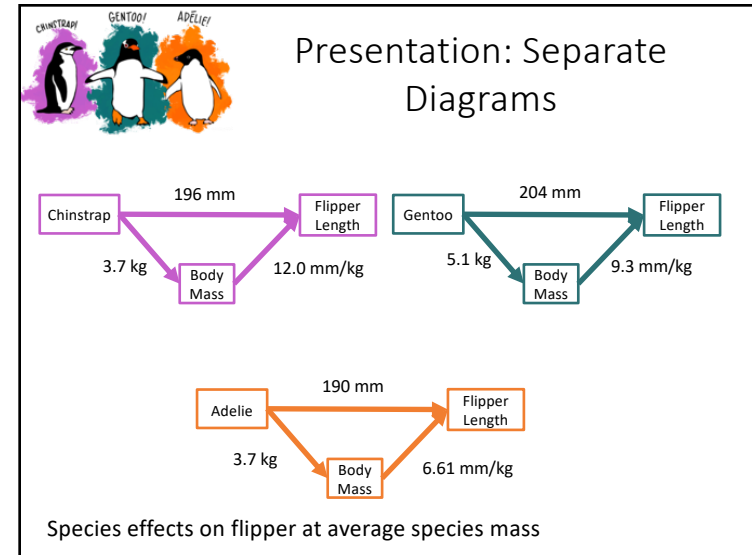 CHINSTRAP!
GENTOO!
ADÉLIE!
Presentation: Separate
Diagrams
196 mm
Chinstrap
Flipper
Length
3.7 kg
Body
Mass
12.0 mm/kg
204 mm
Gentoo
Flipper
Length
5.1 kg
Body
Mass
9.3 mm/kg
190 mm
Adelie
Flipper
Length
3.7 kg
Body
Mass
6.61 mm/kg
Species effects on flipper at average species mass